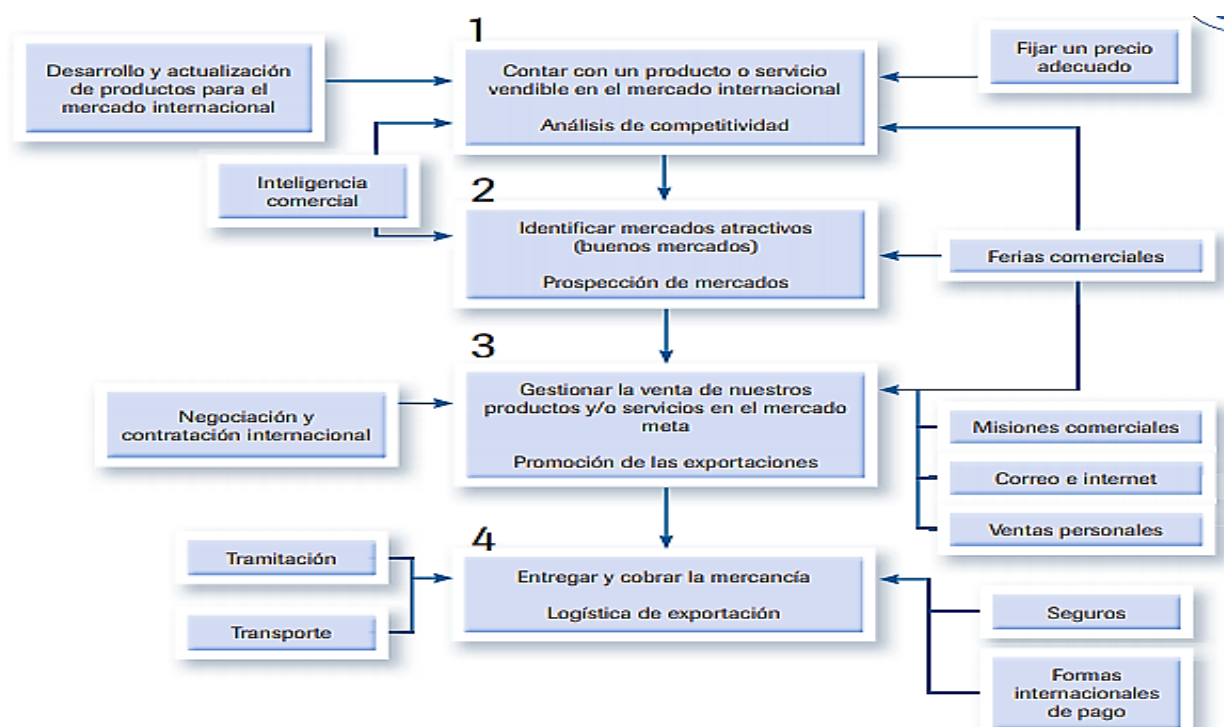 1
Desarrollo y actualización
de productos para el
mercado internacional
Contar con un producto o servicio
vendible en el mercado internacional
Análisis de competitividad
Fijar un precio
adecuado
Inteligencia
comercial
2
Identificar mercados atractivos
(buenos mercados)
Prospección de mercados
Ferias comerciales
3
Negociación y
contratación internacional
Gestionar la venta de nuestros
productos y/o servicios en el mercado
meta
Promoción de las exportaciones
Misiones comerciales
Correo e internet
Ventas personales
4
Tramitación
Transporte
Entregar y cobrar la mercancía
Logística de exportación
Seguros
Formas
internacionales
de pago